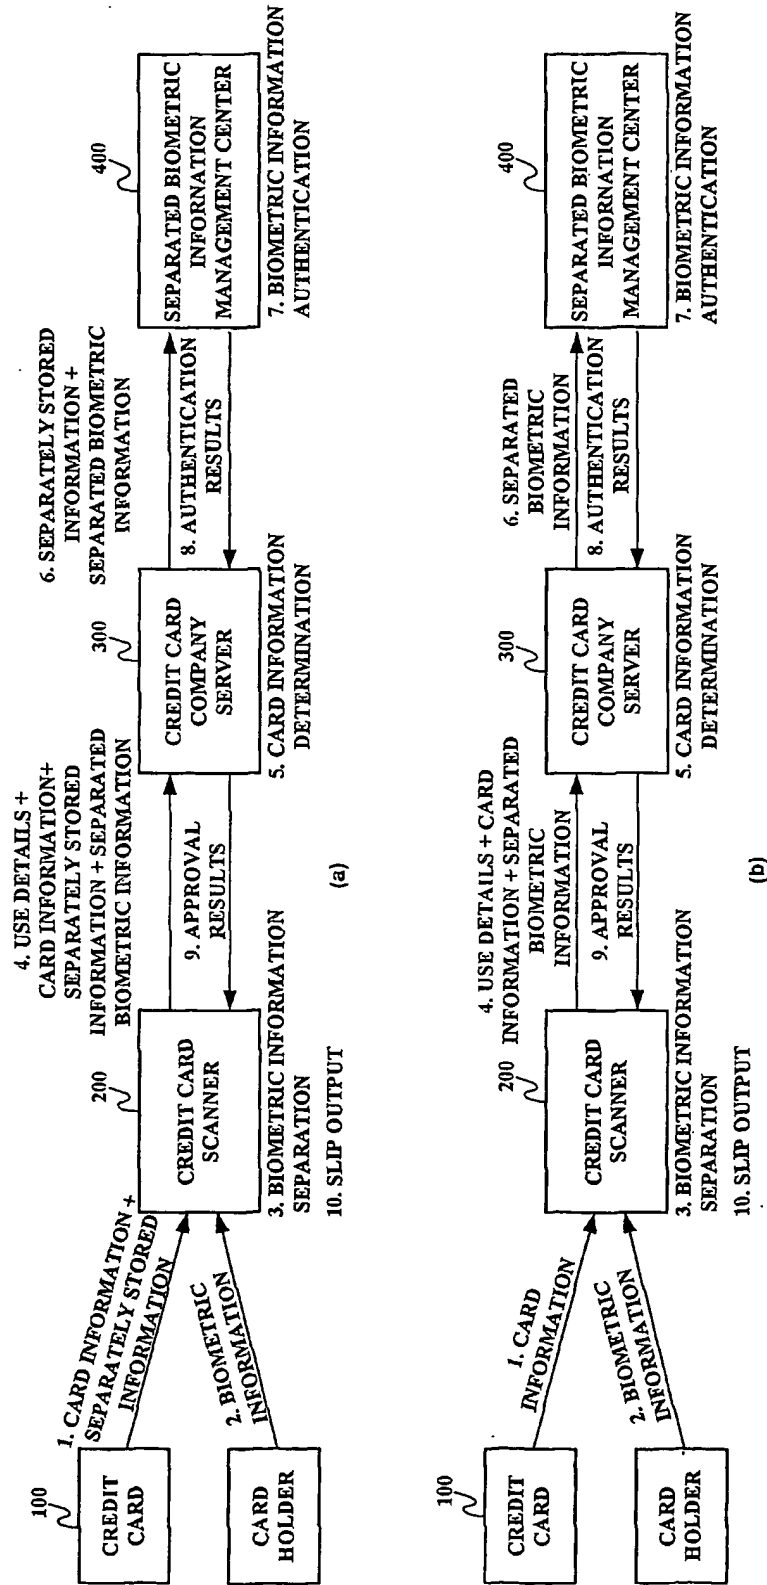 100
CREDIT
CARD
CARD
HOLDER
1. CARD INFORMATION +
SEPARATELY STORED
INFORMATION
2. BIOMETRIC
INFORMATION
200
CREDIT CARD
SCANNER
3. BIOMETRIC INFORMATION
SEPARATION
10. SLIP OUTPUT
4. USE DETAILS +
CARD INFORMATION+
SEPARATELY STORED
INFORMATION + SEPARATED
BIOMETRIC INFORMATION
9. APPROVAL
RESULTS
300
CREDIT CARD
COMPANY
SERVER
5. CARD INFORMATION
DETERMINATION
6. SEPARATELY STORED
INFORMATION +
SEPARATED BIOMETRIC
INFORMATION
8. AUTHENTICATION
RESULTS
400
SEPARATED BIOMETRIC
INFORNATION
MANAGEMENT CENTER
7. BIOMETRIC INFORMATION
AUTHENTICATION
(a)
100
CREDIT
CARD
CARD
HOLDER
1. CARD
INFORMATION
2. BIOMETRIC
INFORMATION
200
CREDIT CARD
SCANNER
3. BIOMETRIC INFORMATION
SEPARATION
10. SLIP OUTPUT
4. USE DETAILS + CARD
INFORMATION + SEPARATED
BIOMETRIC
INFORMATION
9. APPROVAL
RESULTS
300
CREDIT CARD
COMPANY
SERVER
5. CARD INFORMATION
DETERMINATION
6. SEPARATED
BIOMETRIC
INFORMATION
8. AUTHENTICATION
RESULTS
400
SEPARATED BIOMETRIC
INFORMATION
MANAGEMENT CENTER
7. BIOMETRIC INFORMATION
AUTHENTICATION
(b)